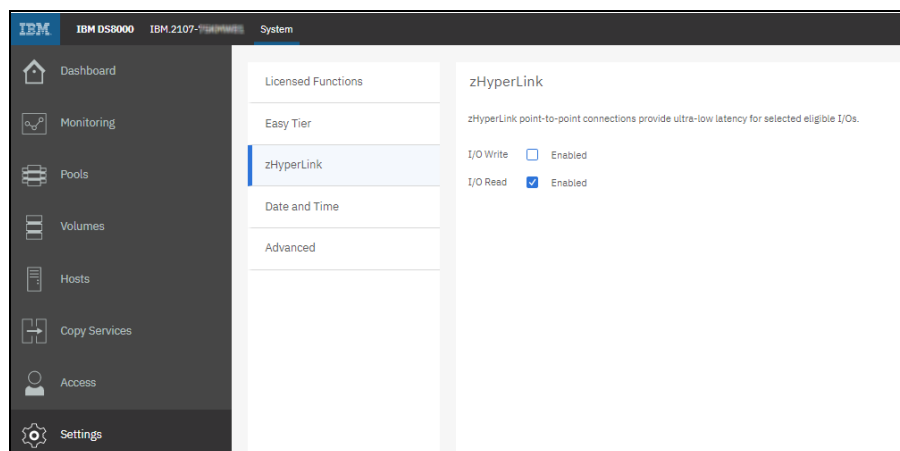 IBM IBM DS8000 IBM.2107- System
Dashboard
Monitoring
Pools
Volumes
Hosts
Copy Services
Access
Settings
Licensed Functions
Easy Tier
zHyperLink
Date and Time
Advanced
zHyperLink
zHyperLink point-to-point connections provide ultra-low latency for selected eligible I/Os.
I/O Write Enabled
I/O Read Enabled